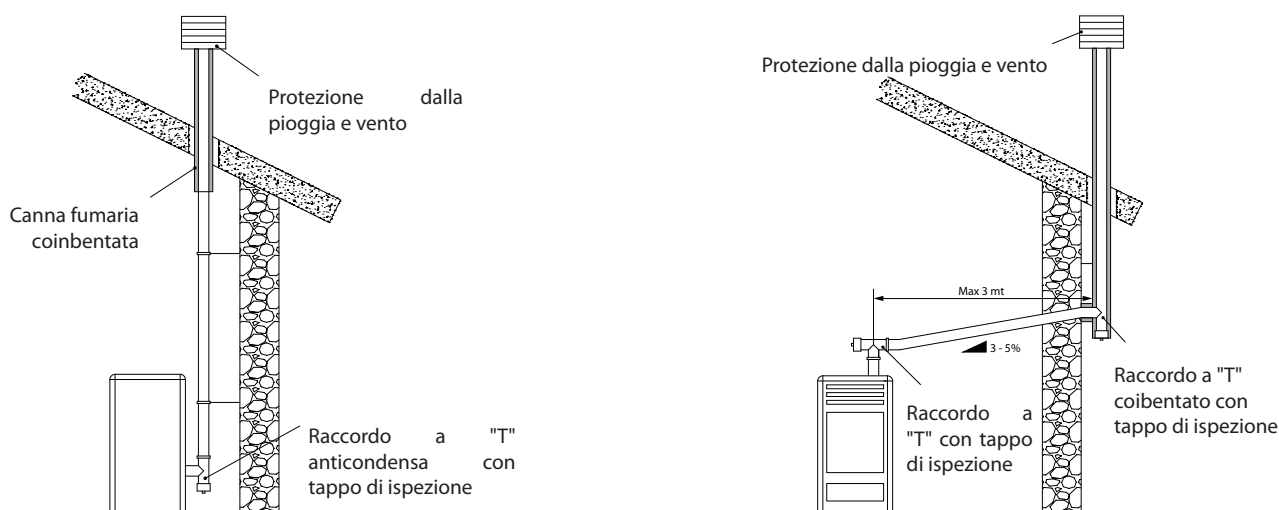 Protezione dalla
pioggia e vento
Canna fumaria
coinbentata
Raccordo a "T"
anticondensa con
tappo di ispezione
Protezione dalla pioggia e vento
Max 3 mt
3 - 5%
Raccordo a
"T" con tappo
di ispezione
Raccordo a "T"
coibentato con
tappo di ispezione